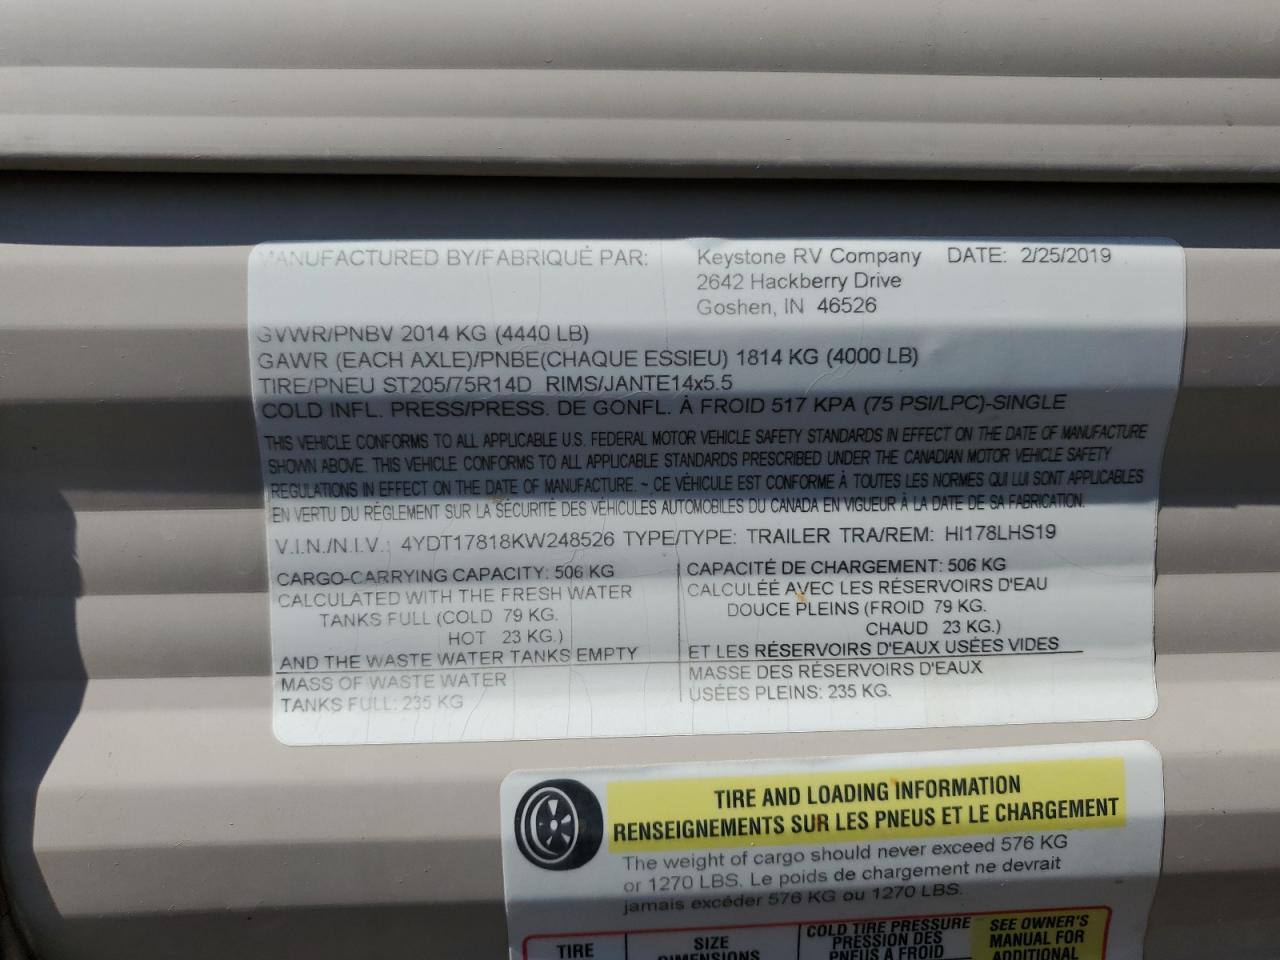 MANUFACTURED BY/FABRIQUÉ PAR: Keystone RV Company DATE: 2/25/2019
2642 Hackberry Drive
Goshen, IN 46526
GVWR/PNBV 2014 KG (4440 LB)
GAWR (EACH AXLE)/PNBE(CHAQUE ESSIEU) 1814 KG (4000 LB)
TIRE/PNEU ST205/75R14D RIMS/JANTE14x5.5
COLD INFL. PRESS/PRESS. DE GONFL. À FROID 517 KPA (75 PSI/LPC)-SINGLE
THIS VEHICLE CONFORMS TO ALL APPLICABLE U.S. FEDERAL MOTOR VEHICLE SAFETY STANDARDS IN EFFECT ON THE DATE OF MANUFACTURE
SHOWN ABOVE. THIS VEHICLE CONFORMS TO ALL APPLICABLE STANDARDS PRESCRIBED UNDER THE CANADIAN MOTOR VEHICLE SAFETY
REGULATIONS IN EFFECT ON THE DATE OF MANUFACTURE. ~ CE VÉHICULE EST CONFORME À TOUTES LES NORMES QUI LUI SONT APPLICABLES
EN VERTU DU RÈGLEMENT SUR LA SÉCURITÉ DES VÉHICULES AUTOMOBILES DU CANADA EN VIGUEUR À LA DATE DE SA FABRICATION.
V.I.N./N.I.V.: 4YDT17818KW248526 TYPE/TYPE: TRAILER TRA/REM: HI178LHS19
CARGO-CARRYING CAPACITY: 506 KG
CALCULATED WITH THE FRESH WATER
TANKS FULL (COLD 79 KG.
HOT 23 KG.)
AND THE WASTE WATER TANKS EMPTY
MASS OF WASTE WATER
TANKS FULL: 235 KG
CAPACITÉ DE CHARGEMENT: 506 KG
CALCULÉÉ AVEC LES RÉSERVOIRS D'EAU
DOUCE PLEINS (FROID 79 KG.
CHAUD 23 KG.)
ET LES RÉSERVOIRS D'EAUX USÉES VIDES
MASSE DES RÉSERVOIRS D'EAUX
USÉES PLEINS: 235 KG.
TIRE AND LOADING INFORMATION
RENSEIGNEMENTS SUR LES PNEUS ET LE CHARGEMENT
The weight of cargo should never exceed 576 KG
or 1270 LBS. Le poids de chargement ne devrait
jamais excéder 576 KG ou 1270 LBS.
TIRE
SIZE
DIMENSIONS
COLD TIRE PRESSURE
PRESSION DES
PNEUS À FROID
SEE OWNER'S
MANUAL FOR
ADDITIONAL